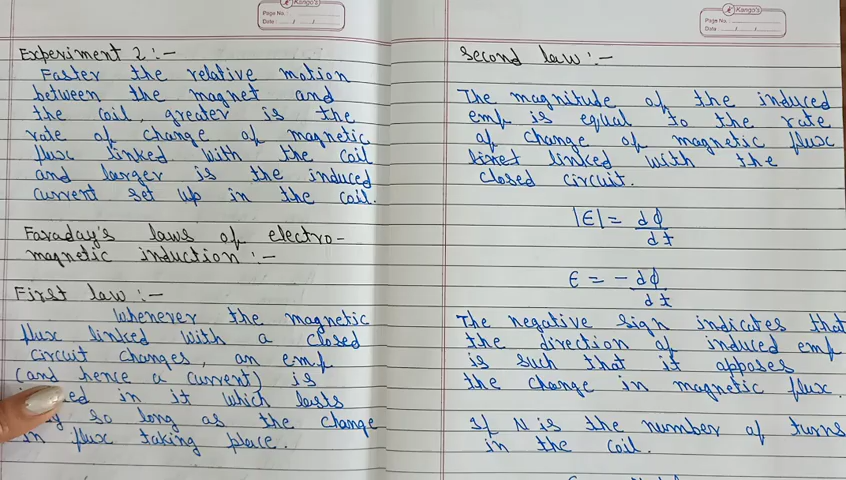 Kango's
Page No.
Date / /
Experiment 2 :-
Faster the relative motion
between the magnet and
the coil, greater is the
rate of change of magnetic
flux linked with the coil
and larger is the induced
current set up in the coil.
Faraday's laws of electro-
magnetic induction :-
First law :-
Whenever the magnetic
flux linked with a closed
circuit changes, an emf
(and hence a current) is
ed in it which lasts
so long as the change
in flux taking place.
Kango's
Page No.
Date / /
Second law :-
The magnitude of the induced
emf is equal to the rate
of change of magnetic flux
linked with the
closed circuit.
|ε| = dϕ/dt
ε = -dϕ/dt
The negative sign indicates that
the direction of induced emf
is such that it apposes
the change in magnetic flux.
If N is the number of turns
in the coil.